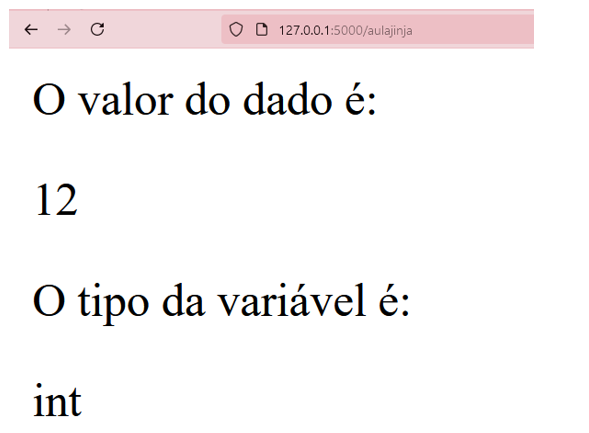 127.0.0.1:5000/aulajinja
O valor do dado é:
12
O tipo da variável é:
int